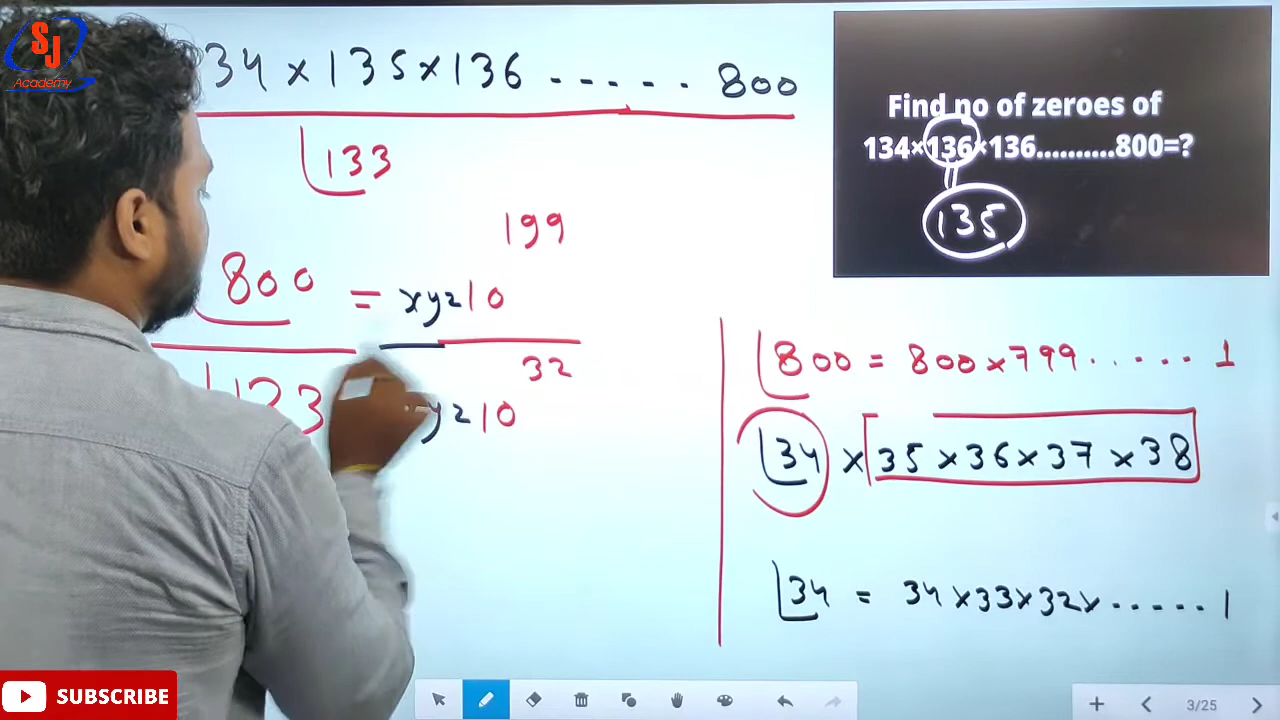 SJ
Academy
34 × 135 × 136 ...... 800
133
199
800 = xyz10
32
133
yz10
Find no of zeroes of
134×136×136..........800=?
135
800 = 800 × 799 ...... 1
34 × 35 × 36 × 37 × 38
34 = 34 × 33 × 32 × ...... 1
SUBSCRIBE
3/25